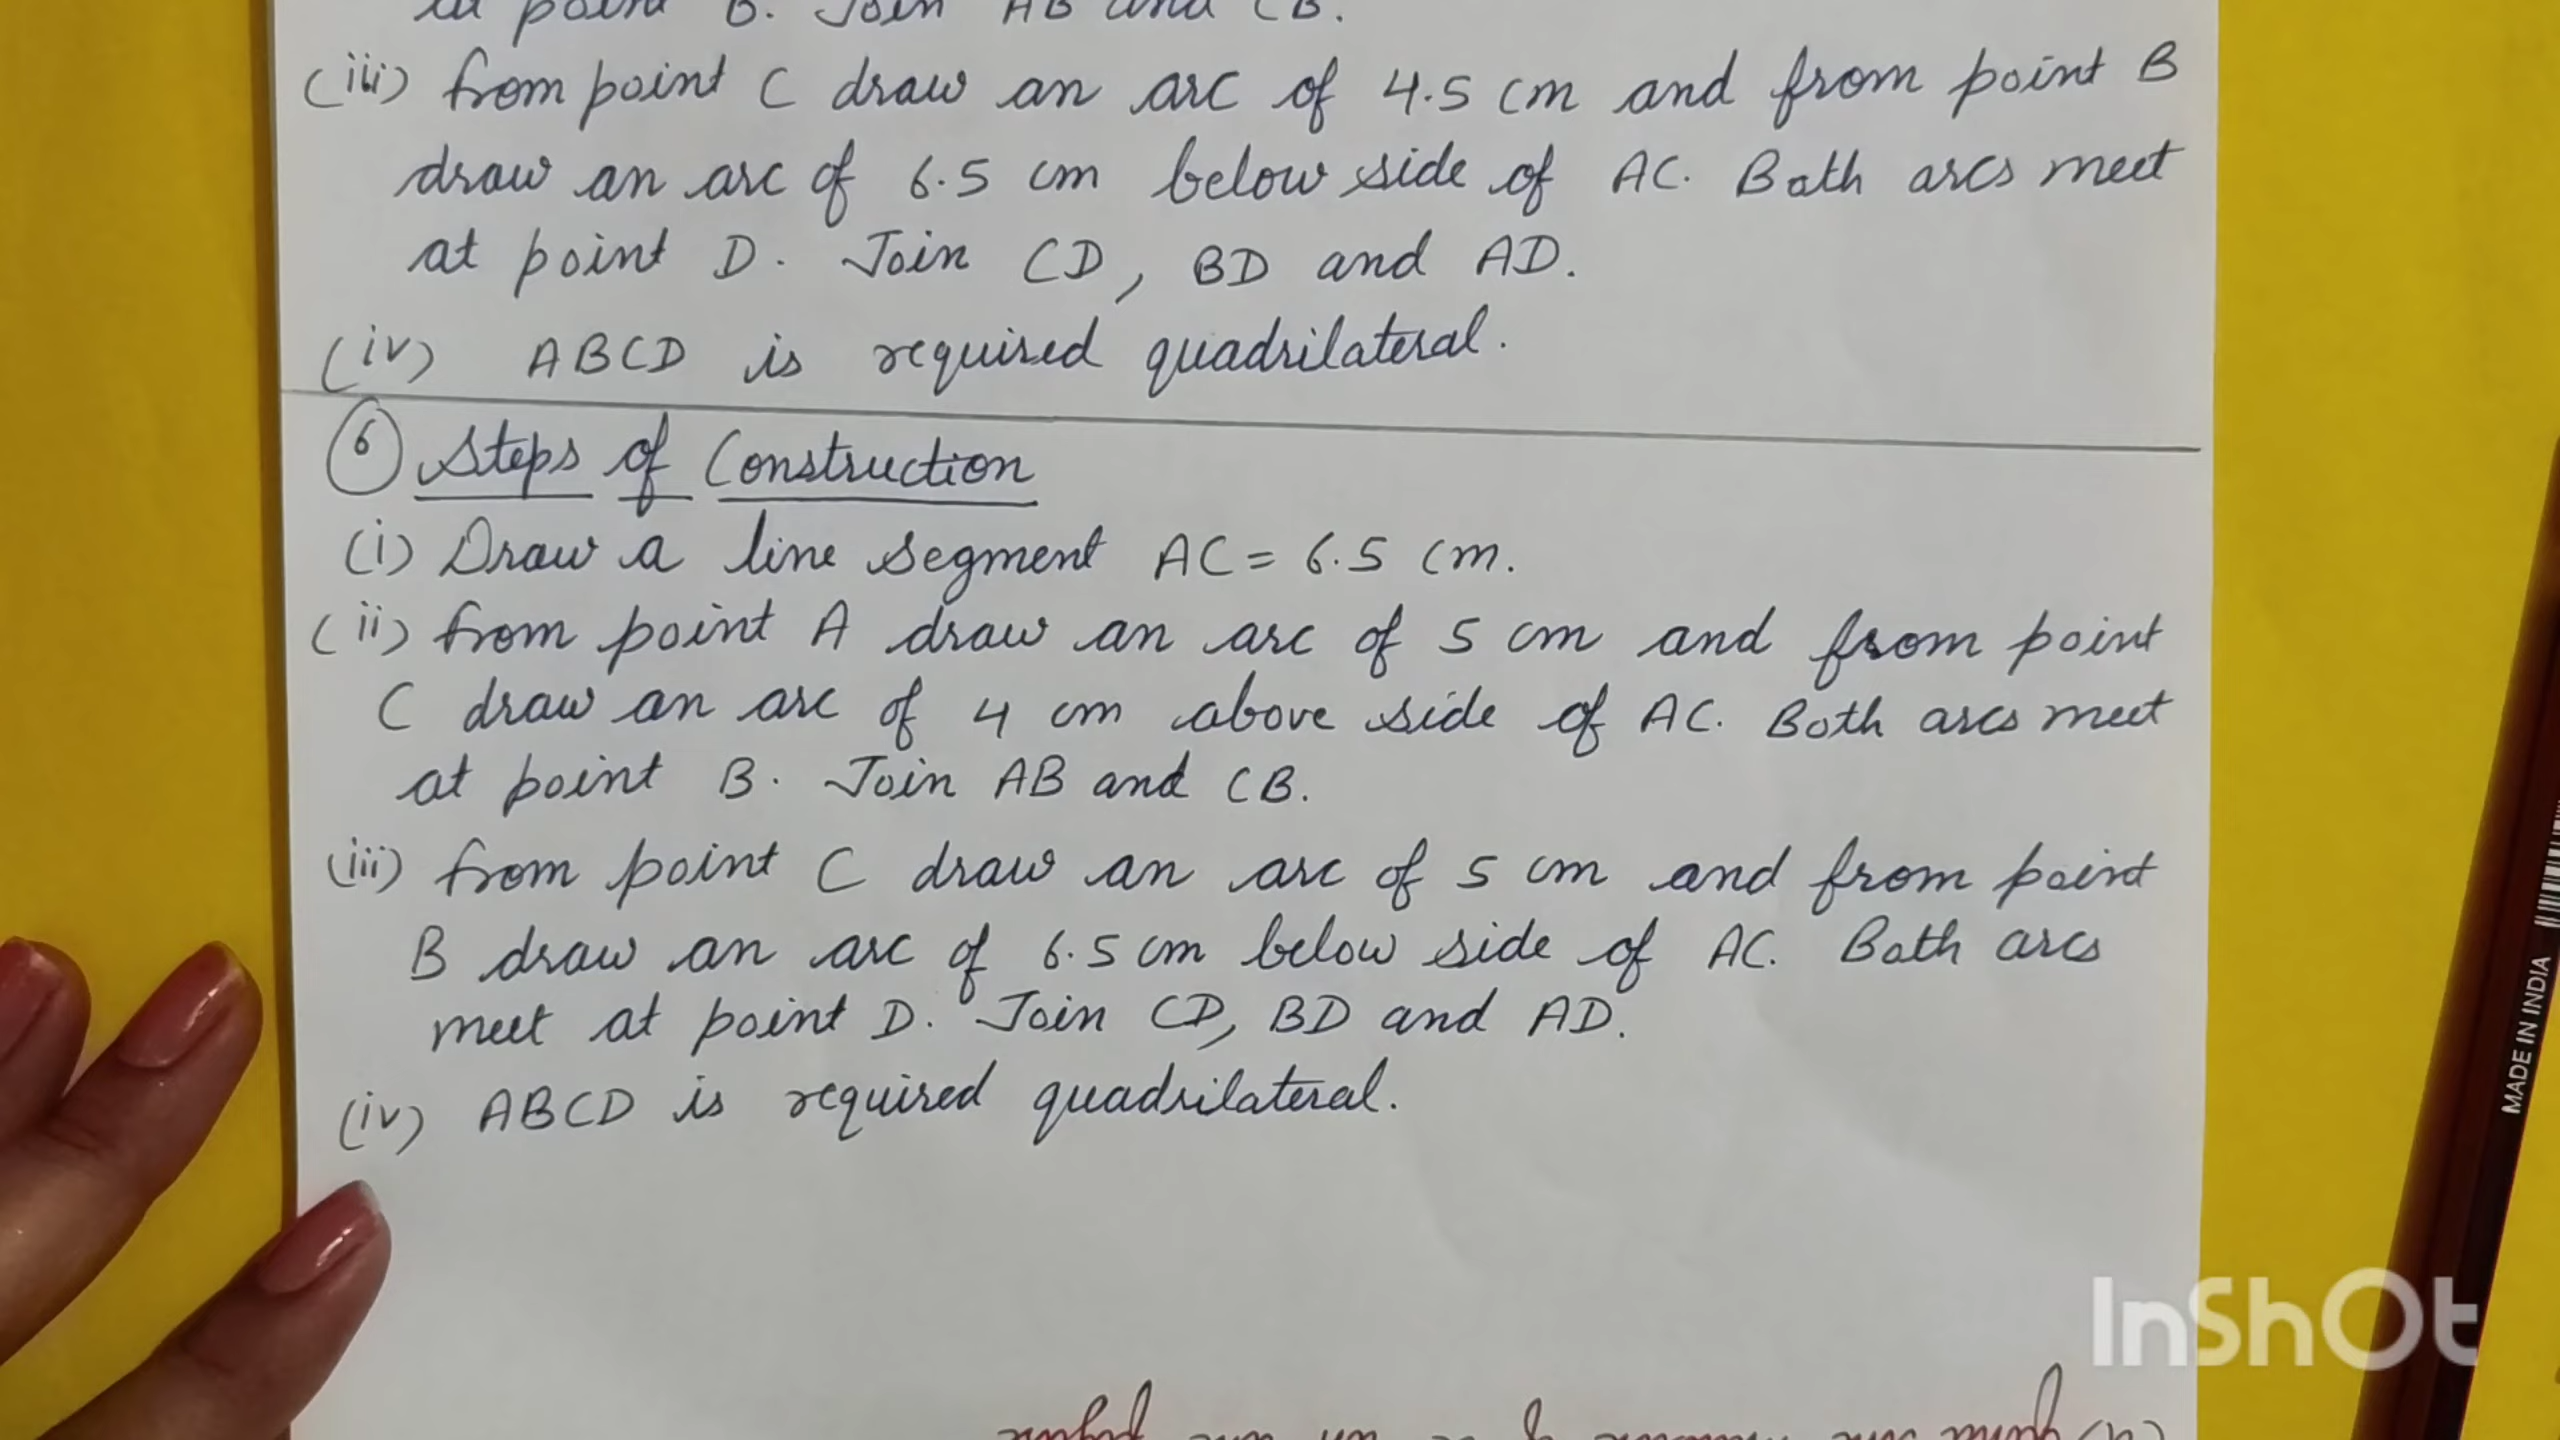 at point B. Join AB and CB.
(iii) from point C draw an arc of 4.5 cm and from point B
draw an arc of 6.5 cm below side of AC. Both arcs meet
at point D. Join CD, BD and AD.
(iv) ABCD is required quadrilateral.
6 Steps of Construction
(i) Draw a line segment AC = 6.5 cm.
(ii) from point A draw an arc of 5 cm and from point
C draw an arc of 4 cm above side of AC. Both arcs meet
at point B. Join AB and CB.
(iii) from point C draw an arc of 5 cm and from point
B draw an arc of 6.5 cm below side of AC. Both arcs
meet at point D. Join CD, BD and AD.
(iv) ABCD is required quadrilateral.
MADE IN INDIA
InShOt